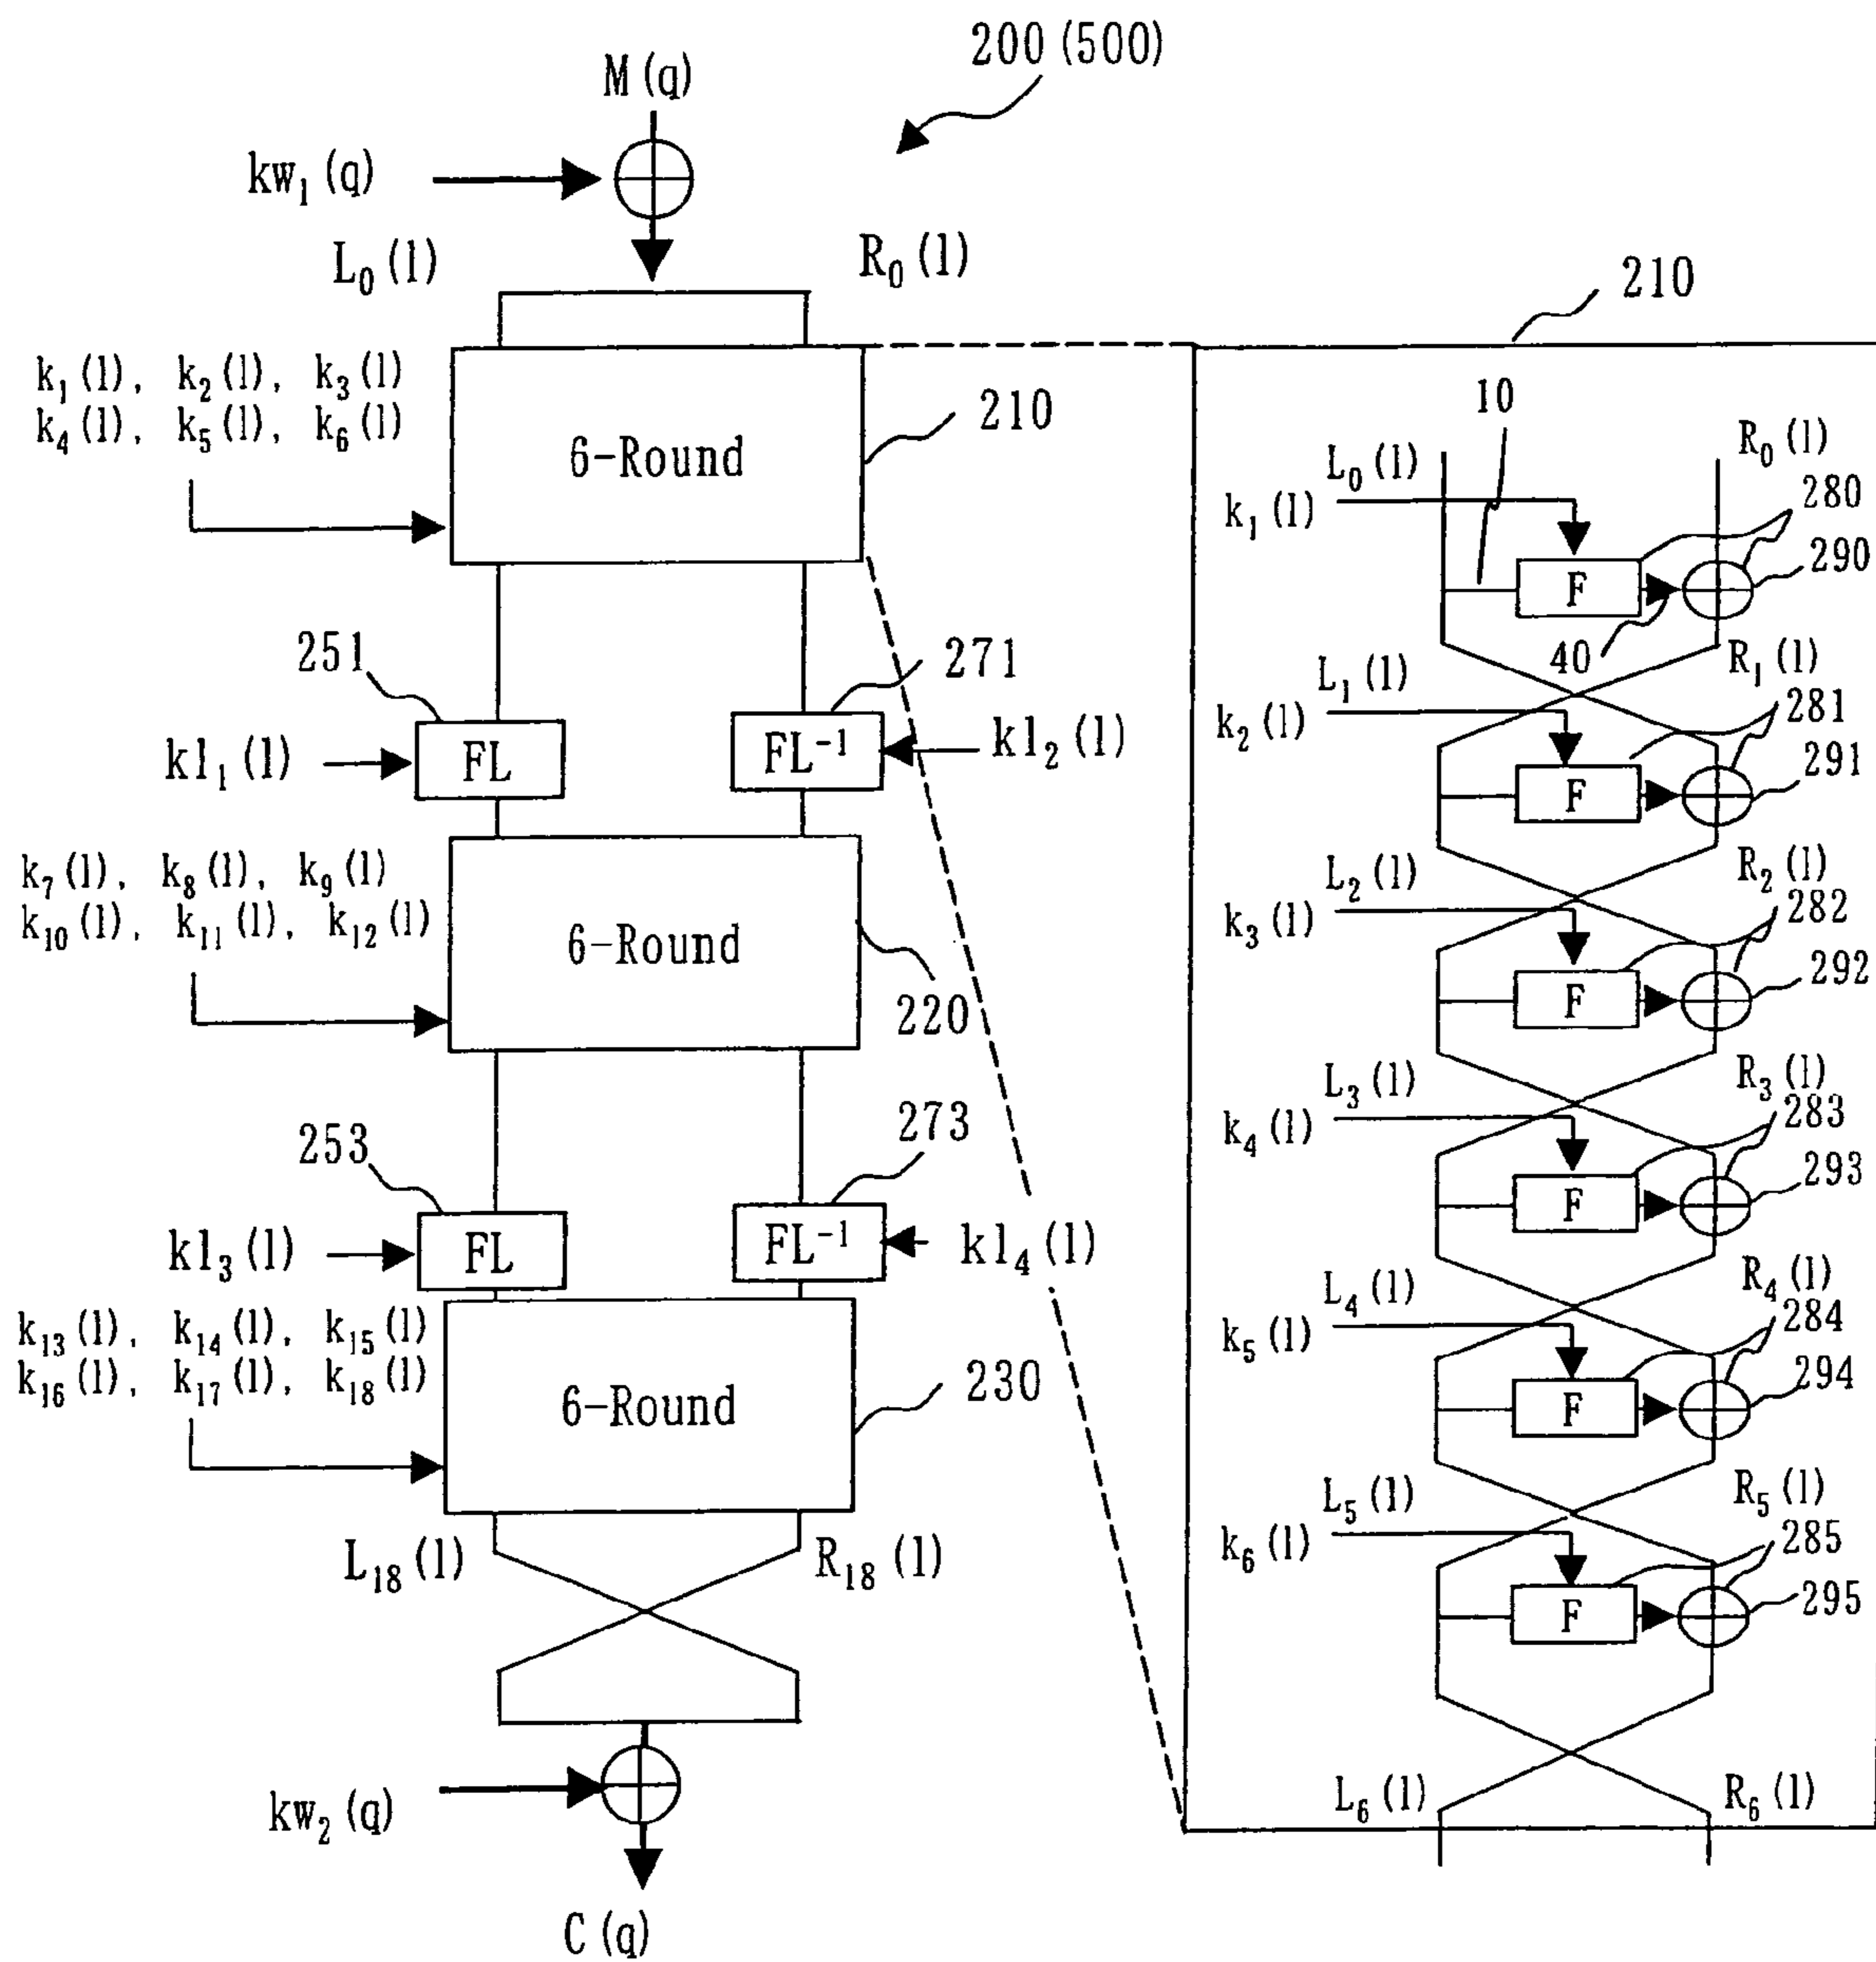 200 (500)
M (q)
kw₁ (q)
L₀ (l)
R₀ (l)
k₁ (l), k₂ (l), k₃ (l)
k₄ (l), k₅ (l), k₆ (l)
6-Round
210
251
271
kl₁ (l)
FL
FL⁻¹
kl₂ (l)
k₇ (l), k₈ (l), k₉ (l)
k₁₀ (l), k₁₁ (l), k₁₂ (l)
6-Round
220
253
273
kl₃ (l)
FL
FL⁻¹
kl₄ (l)
k₁₃ (l), k₁₄ (l), k₁₅ (l)
k₁₆ (l), k₁₇ (l), k₁₈ (l)
6-Round
230
L₁₈ (l)
R₁₈ (l)
kw₂ (q)
C (q)
210
10
L₀ (l)
R₀ (l)
k₁ (l)
280
F
290
40
L₁ (l)
R₁ (l)
k₂ (l)
281
F
291
L₂ (l)
R₂ (l)
k₃ (l)
282
F
292
L₃ (l)
R₃ (l)
k₄ (l)
283
F
293
L₄ (l)
R₄ (l)
k₅ (l)
284
F
294
L₅ (l)
R₅ (l)
k₆ (l)
285
F
295
L₆ (l)
R₆ (l)